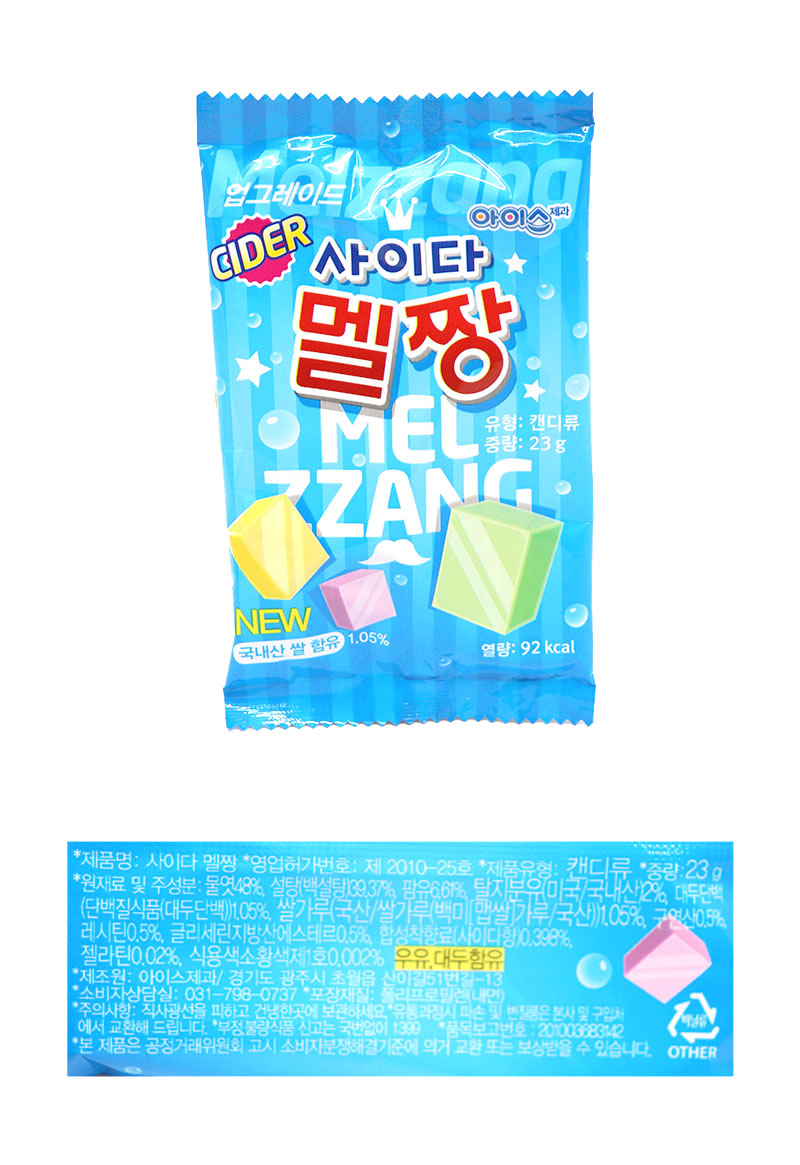 Melzzang
업그레이드
아이스제과
CIDER
사이다
멜짱
MEL
ZZANG
유형: 캔디류
중량: 23 g
NEW
국내산 쌀 함유 1.05%
열량: 92 kcal
*제품명: 사이다 멜짱 *영업허가번호: 제 2010-25호 *제품유형: 캔디류 *중량:23 g
*원재료 및 주성분: 물엿48%, 설탕(백설탕)39.37%, 팜유6.61%, 탈지분유(미국/국내산)2%, 대두단백
(단백질식품(대두단백))1.05%, 쌀가루(국산/쌀가루(백미[맵쌀]가루/국산))1.05%, 구연산0.5%,
레시틴0.5%, 글리세린지방산에스테르0.5%, 합성착향료(사이다향)0.398%,
젤라틴0.02%, 식용색소황색제1호0.002% 우유,대두함유
*제조원: 아이스제과/ 경기도 광주시 초월읍 산이길51번길-13
*소비자상담실: 031-798-0737 *포장재질: 폴리프로필렌(내면)
*주의사항: 직사광선을 피하고 건냉한곳에 보관하세요. *유통과정시 파손 및 변질품은 본사 및 구입처
에서 교환해 드립니다. *부정,불량식품 신고는 국번없이 1399 *품목보고번호 : 201003683142
*본 제품은 공정거래위원회 고시 소비자분쟁해결기준에 의거 교환 또는 보상받을 수 있습니다.
비닐류
OTHER